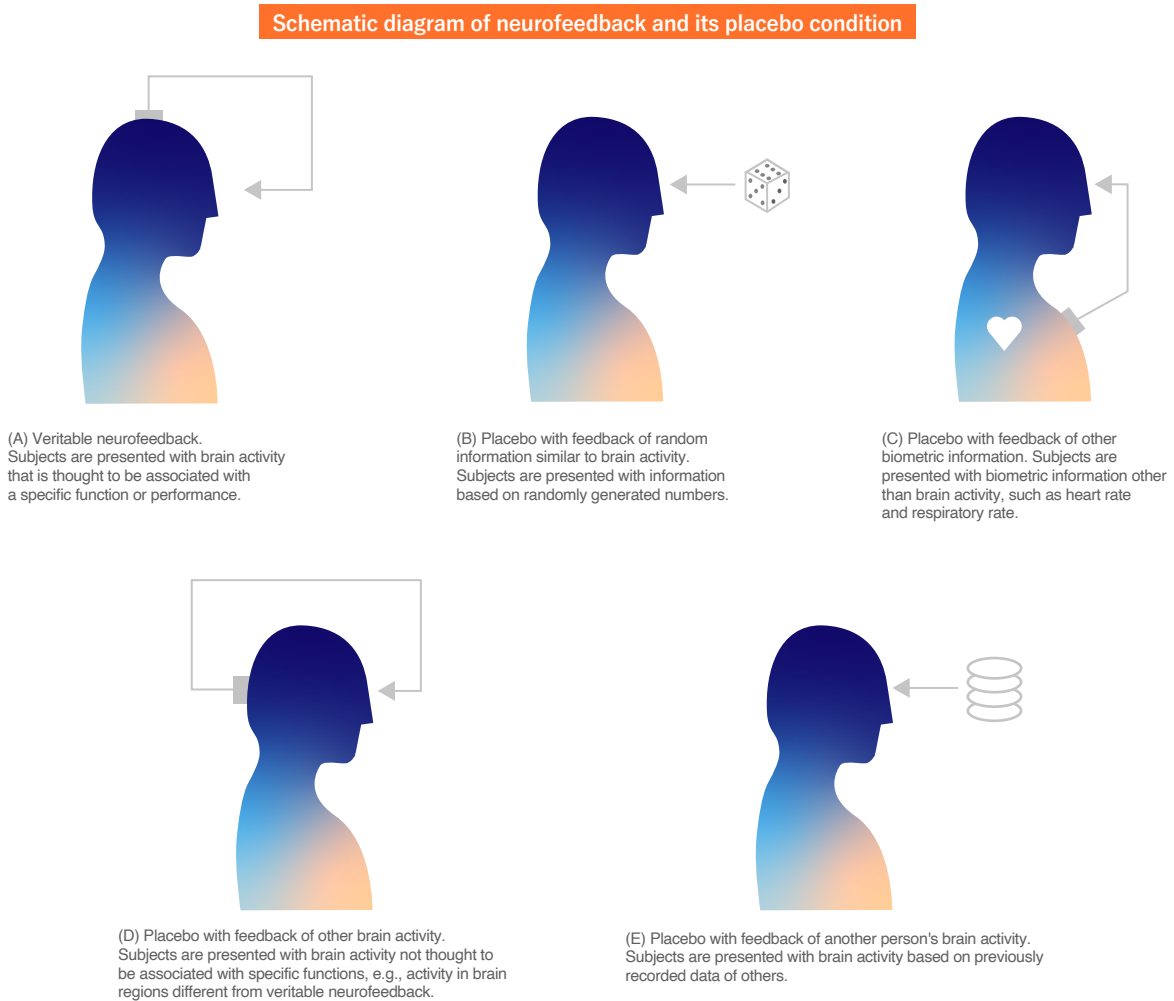 Schematic diagram of neurofeedback and its placebo condition
(A) Veritable neurofeedback.
Subjects are presented with brain activity
that is thought to be associated with
a specific function or performance.
(B) Placebo with feedback of random
information similar to brain activity.
Subjects are presented with information
based on randomly generated numbers.
(C) Placebo with feedback of other
biometric information. Subjects are
presented with biometric information other
than brain activity, such as heart rate
and respiratory rate.
(D) Placebo with feedback of other brain activity.
Subjects are presented with brain activity not thought to
be associated with specific functions, e.g., activity in brain
regions different from veritable neurofeedback.
(E) Placebo with feedback of another person's brain activity.
Subjects are presented with brain activity based on previously
recorded data of others.